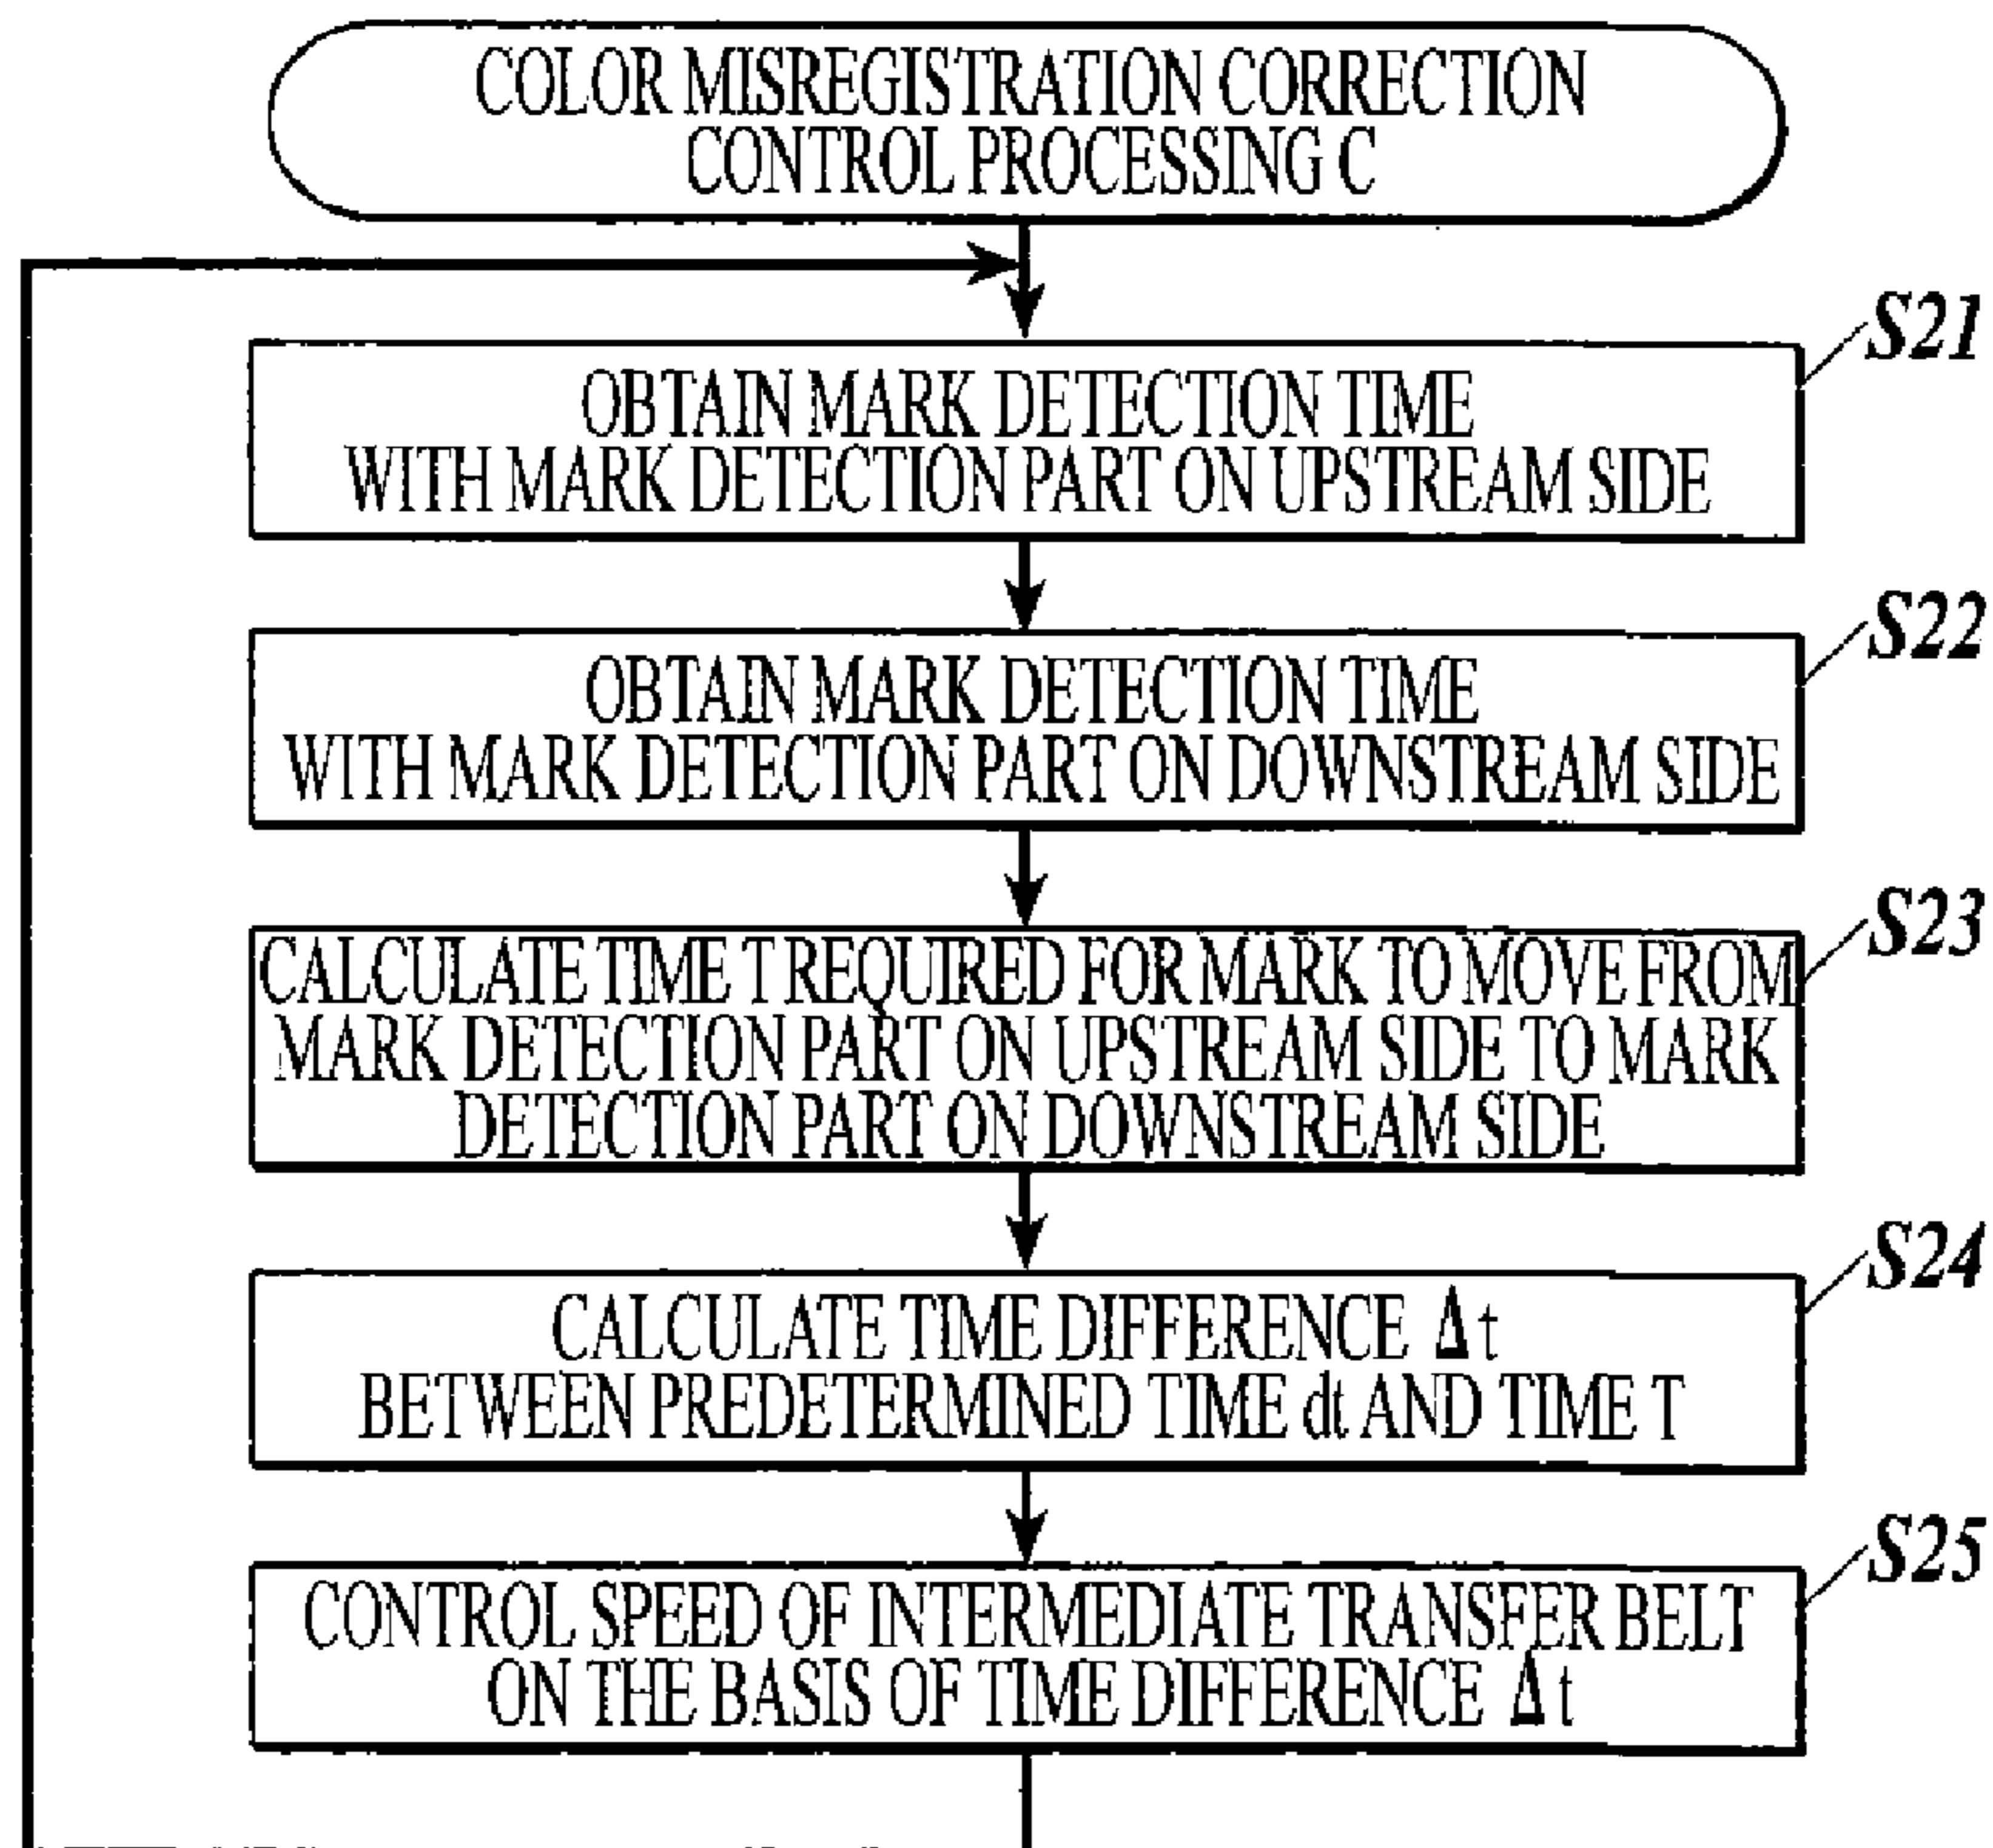 COLOR MISREGISTRATION CORRECTION
CONTROL PROCESSING C
S21
OBTAIN MARK DETECTION TIME
WITH MARK DETECTION PART ON UPSTREAM SIDE
S22
OBTAIN MARK DETECTION TIME
WITH MARK DETECTION PART ON DOWNSTREAM SIDE
S23
CALCULATE TIME T REQUIRED FOR MARK TO MOVE FROM
MARK DETECTION PART ON UPSTREAM SIDE TO MARK
DETECTION PART ON DOWNSTREAM SIDE
S24
CALCULATE TIME DIFFERENCE Δt
BETWEEN PREDETERMINED TIME dt AND TIME T
S25
CONTROL SPEED OF INTERMEDIATE TRANSFER BELT
ON THE BASIS OF TIME DIFFERENCE Δt